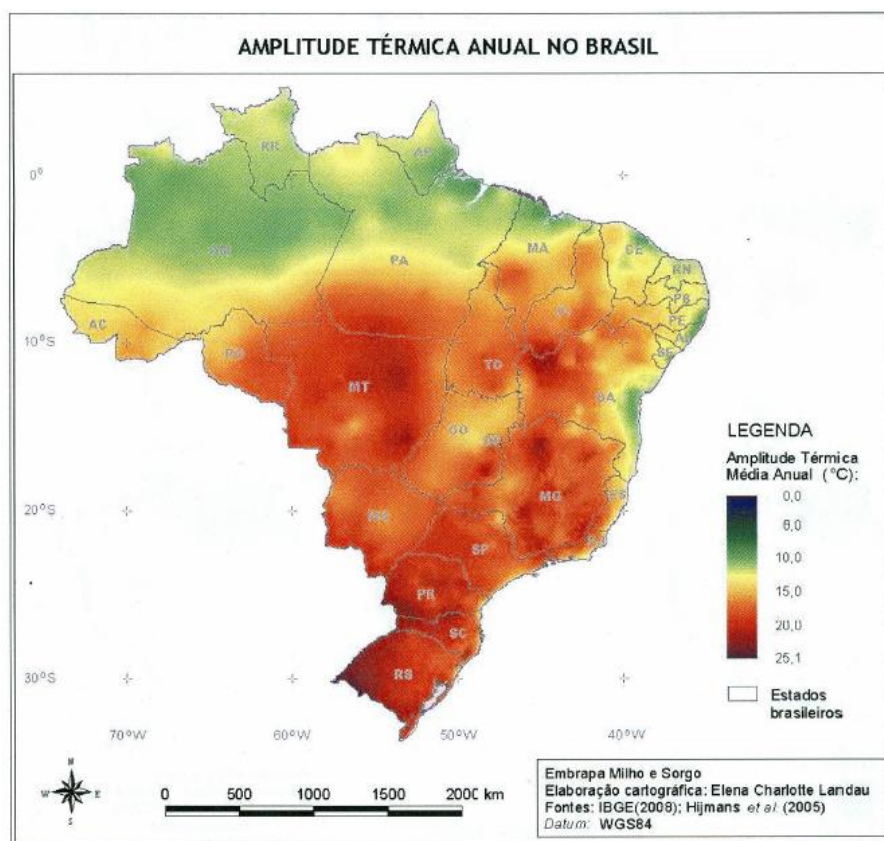 AMPLITUDE TÉRMICA ANUAL NO BRASIL
RR
AP
0°
AM
PA
MA
CE
RN
PB
PI
PE
AC
AL
10°S
RO
SE
TO
MT
BA
GO
DF
LEGENDA
Amplitude Térmica
Média Anual (°C):
MG
ES
0,0
20°S
MS
5,0
SP
RJ
10,0
15,0
PR
20,0
SC
25,1
RS
30°S
Estados
brasileiros
70°W
60°W
50°W
40°W
N
W
E
S
0
500
1000
1500
2000 km
Embrapa Milho e Sorgo
Elaboração cartográfica: Elena Charlotte Landau
Fontes: IBGE(2008); Hijmans et al. (2005)
Datum: WGS84